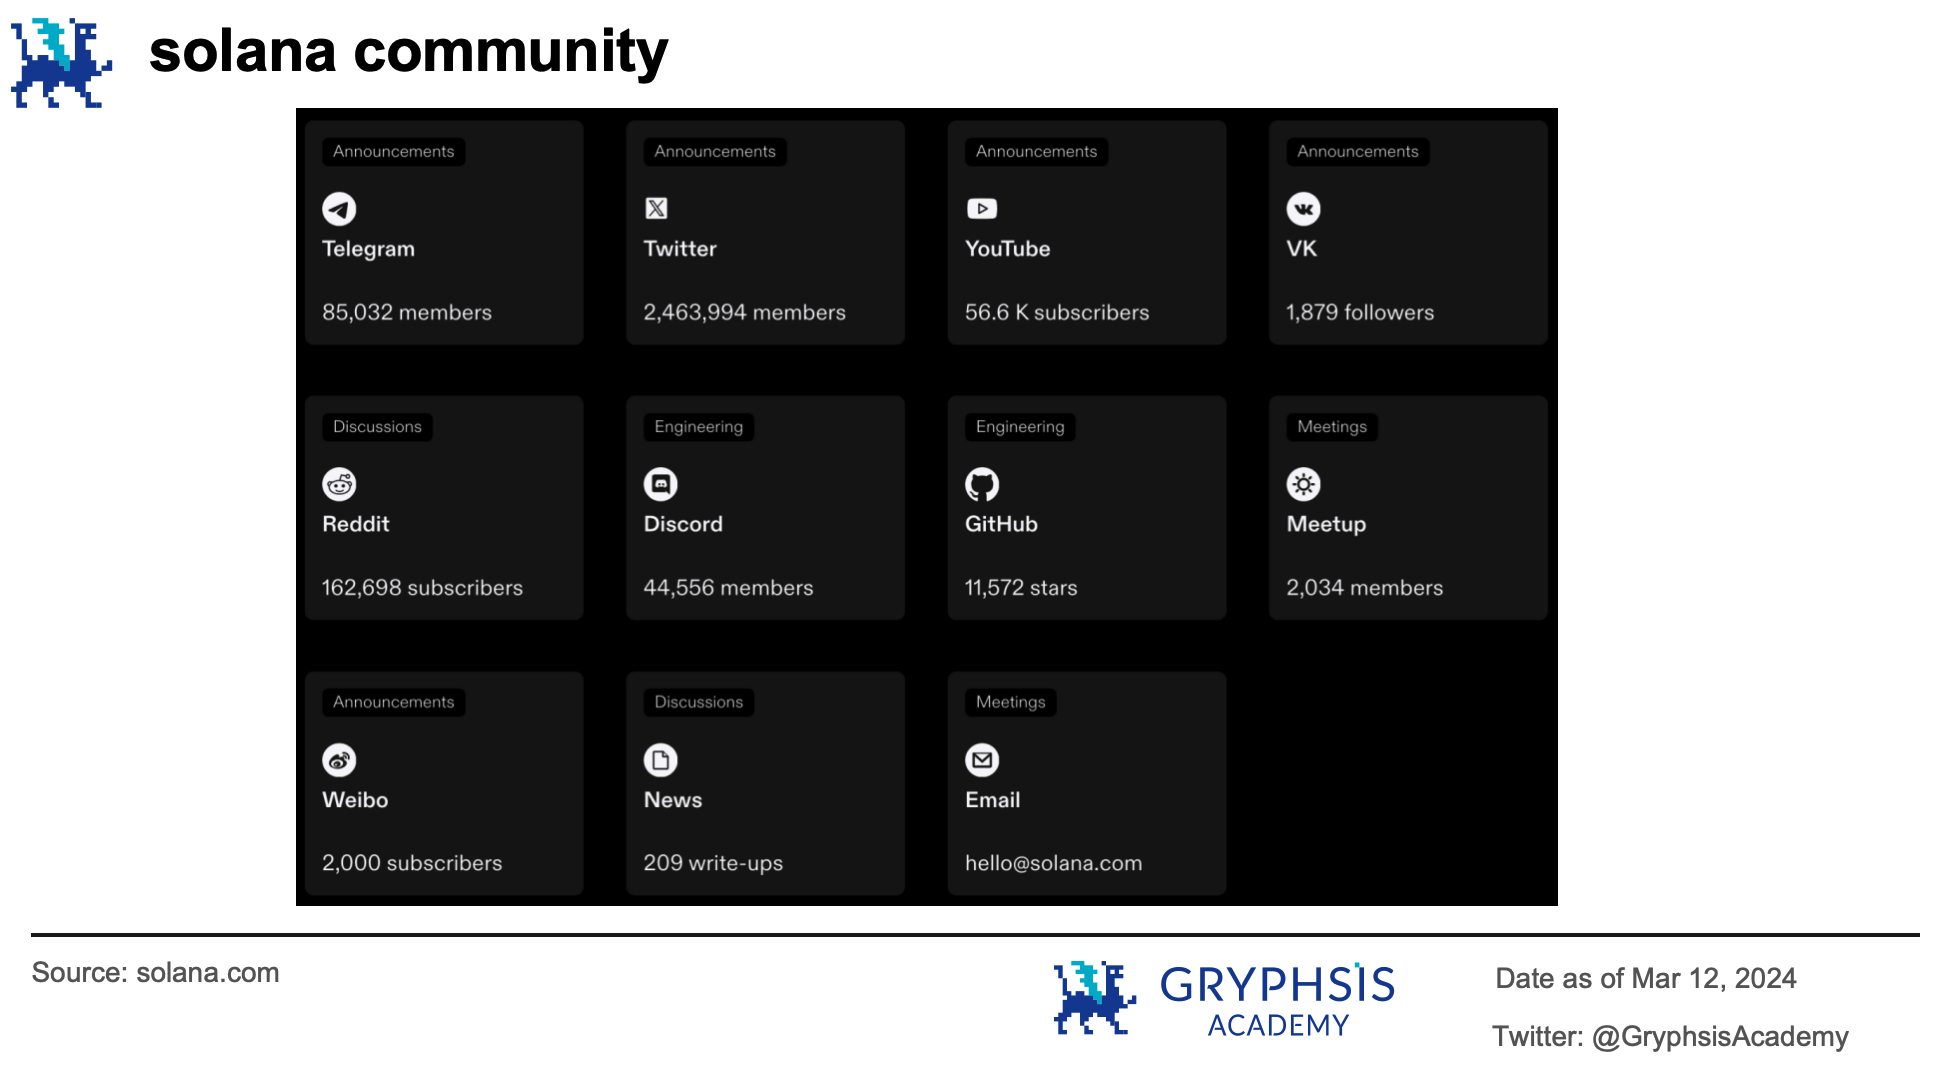 solana community
Announcements
Telegram
85,032 members
Announcements
Twitter
2,463,994 members
Announcements
YouTube
56.6 K subscribers
Announcements
VK
1,879 followers
Discussions
Reddit
162,698 subscribers
Engineering
Discord
44,556 members
Engineering
GitHub
11,572 stars
Meetings
Meetup
2,034 members
Announcements
Weibo
2,000 subscribers
Discussions
News
209 write-ups
Meetings
Email
hello@solana.com
Source: solana.com
GRYPHSIS
ACADEMY
Date as of Mar 12, 2024
Twitter: @GryphsisAcademy